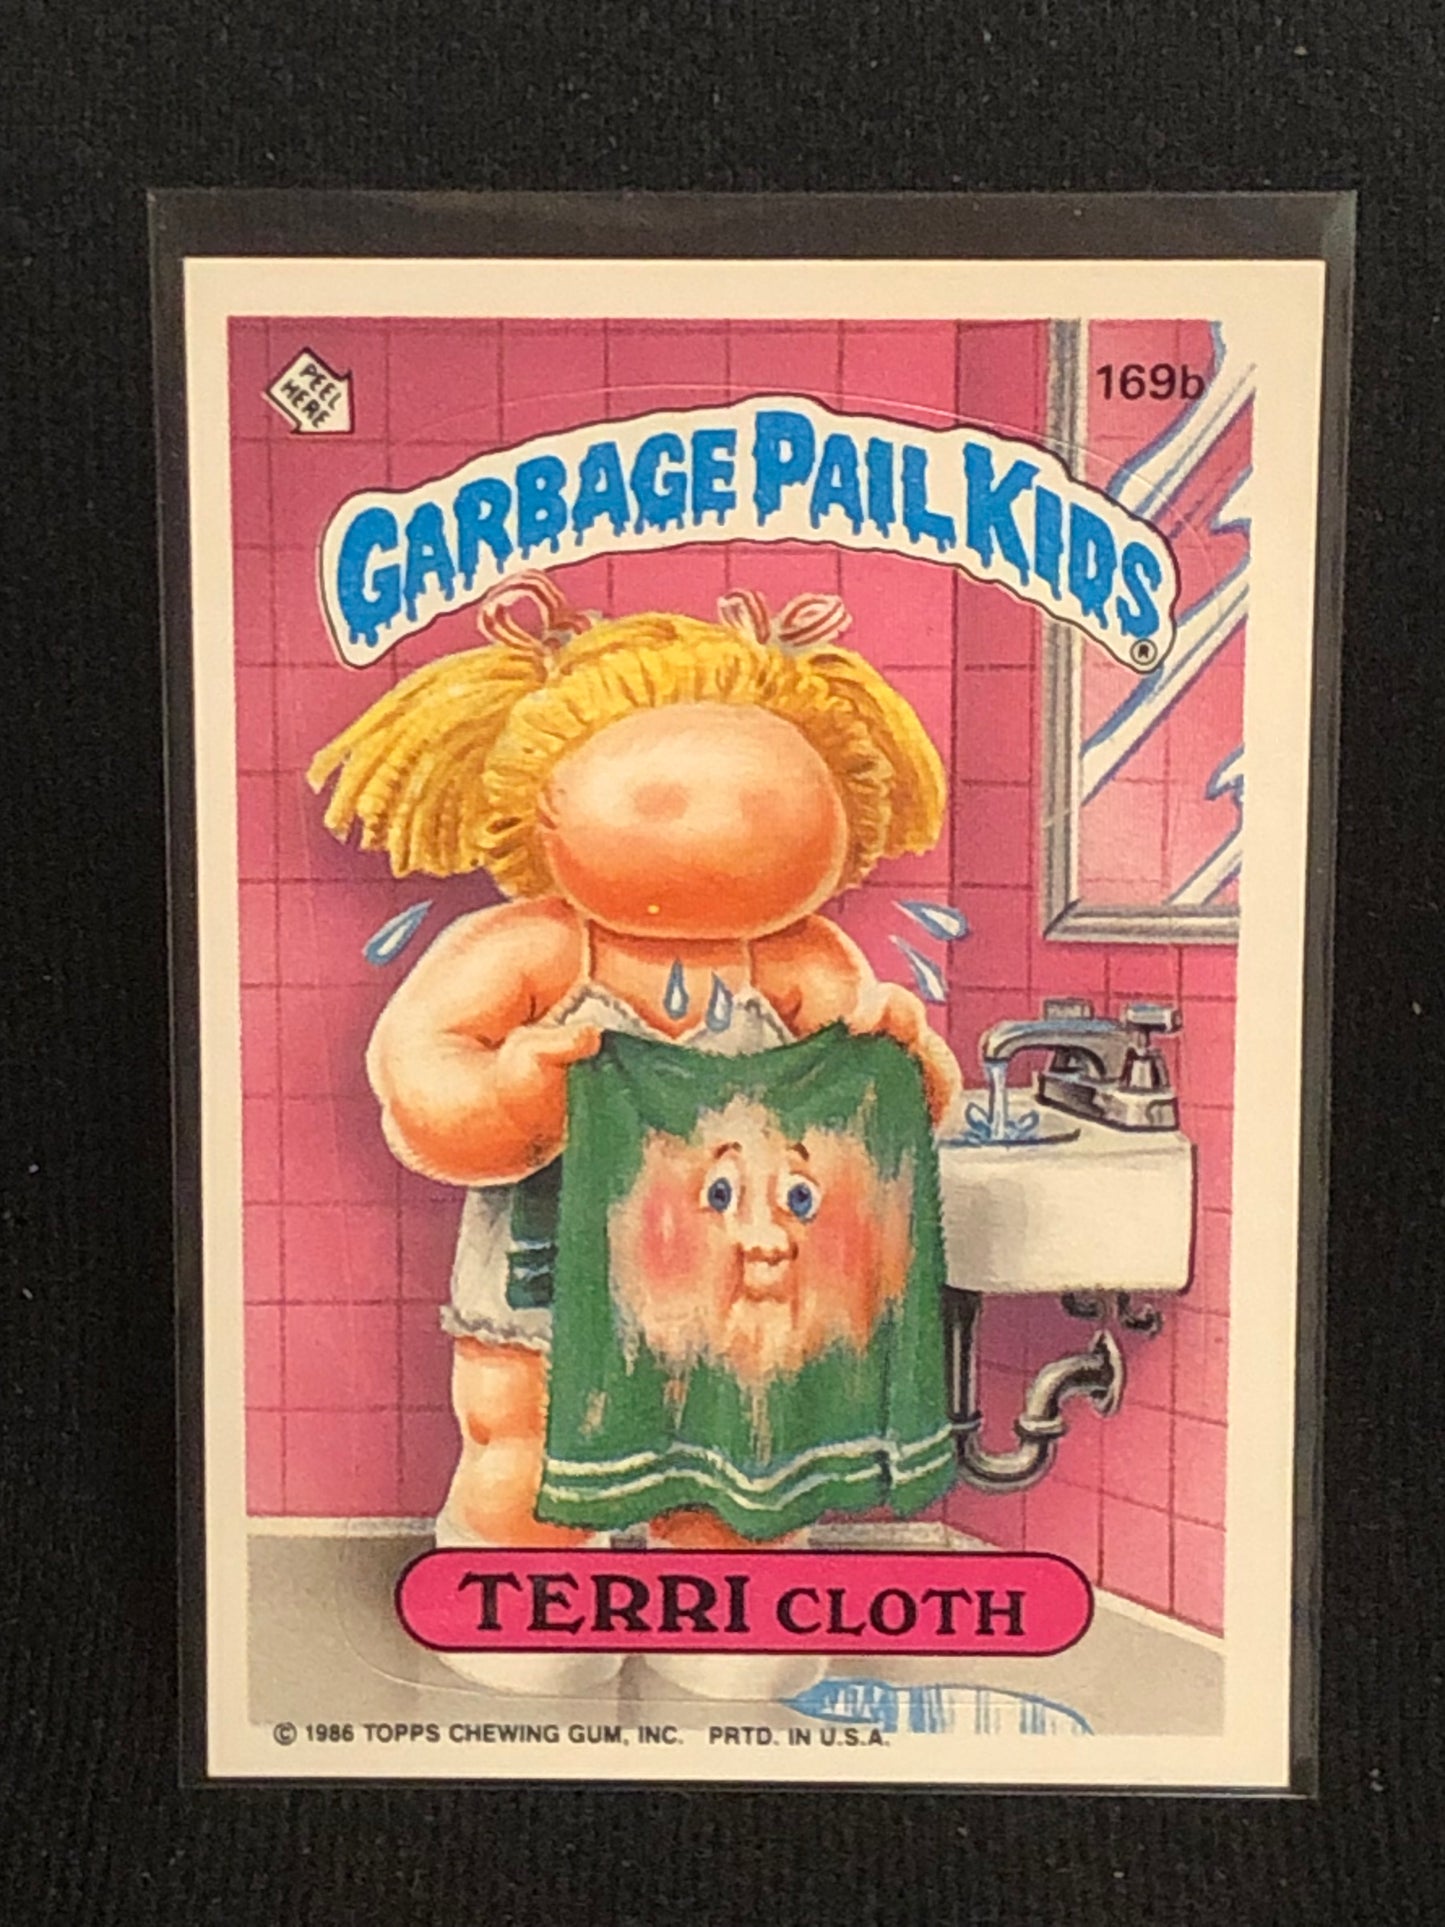 PEEL
HERE
169b
GARBAGE PAIL KIDS
®
TERRI CLOTH
© 1986 TOPPS CHEWING GUM, INC. PRTD. IN U.S.A.